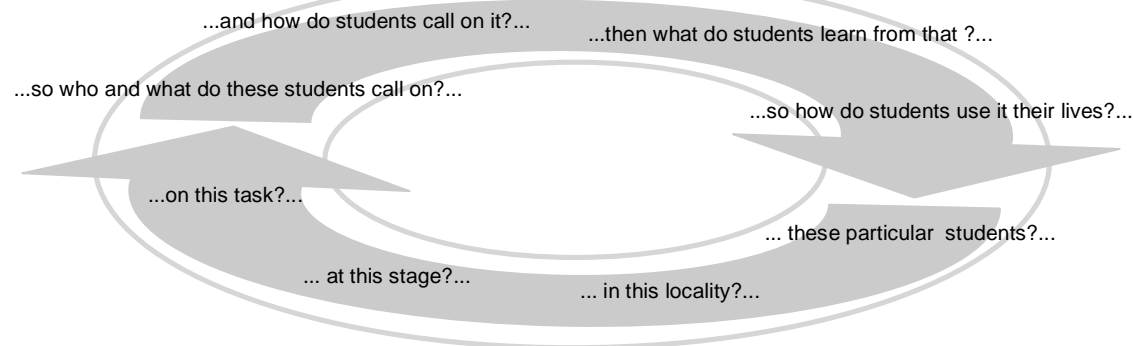 ...and how do students call on it?...
...then what do students learn from that ?...
...so who and what do these students call on?...
...so how do students use it their lives?...
...on this task?...
... these particular  students?...
... at this stage?...
... in this locality?...